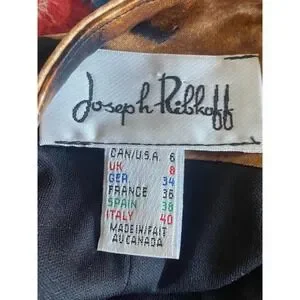 Joseph Ribkoff
CAN/U.S.A. 6
UK 8
GER 34
FRANCE 36
SPAIN 38
ITALY 40
MADE IN/FAIT
AU CANADA